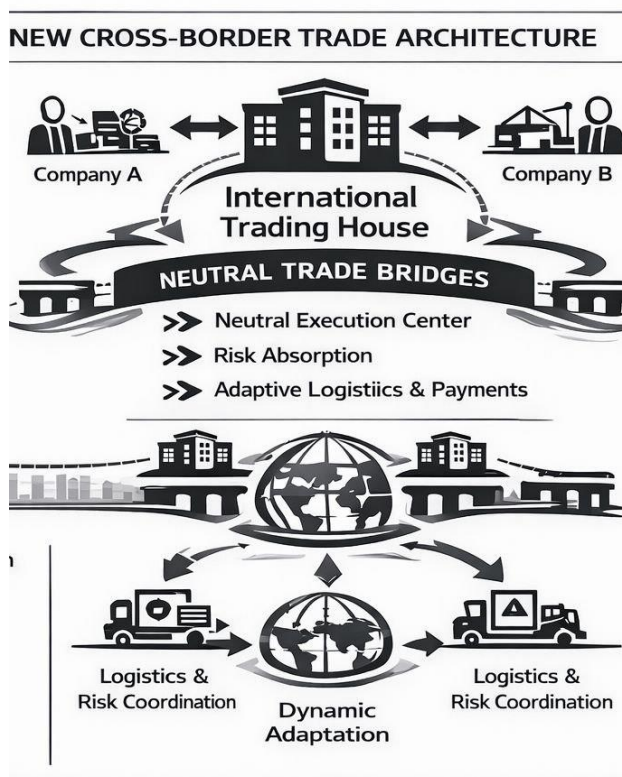 NEW CROSS-BORDER TRADE ARCHITECTURE
Company A
Company B
International
Trading House
NEUTRAL TRADE BRIDGES
Neutral Execution Center
Risk Absorption
Adaptive Logistiics & Payments
Logistics &
Risk Coordination
Dynamic
Adaptation
Logistics &
Risk Coordination